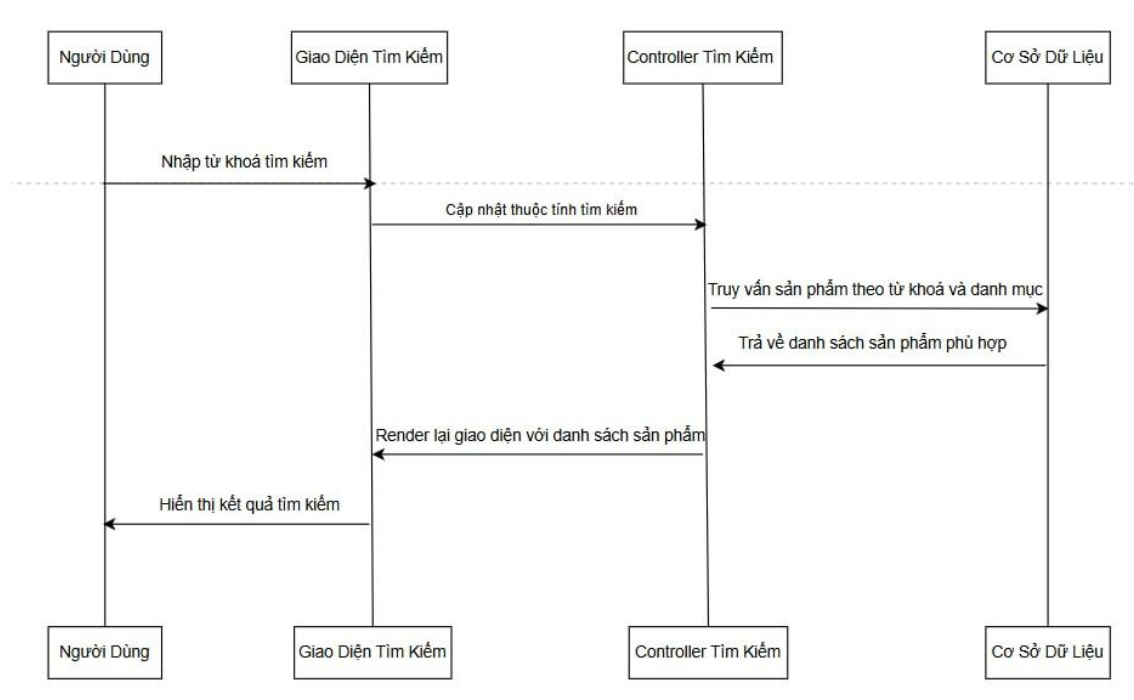 Người Dùng
Giao Diện Tìm Kiếm
Controller Tìm Kiếm
Cơ Sở Dữ Liệu
Nhập từ khoá tìm kiếm
Cập nhật thuộc tính tìm kiếm
Truy vấn sản phẩm theo từ khoá và danh mục
Trả về danh sách sản phẩm phù hợp
Render lại giao diện với danh sách sản phẩm
Hiển thị kết quả tìm kiếm
Người Dùng
Giao Diện Tìm Kiếm
Controller Tìm Kiếm
Cơ Sở Dữ Liệu